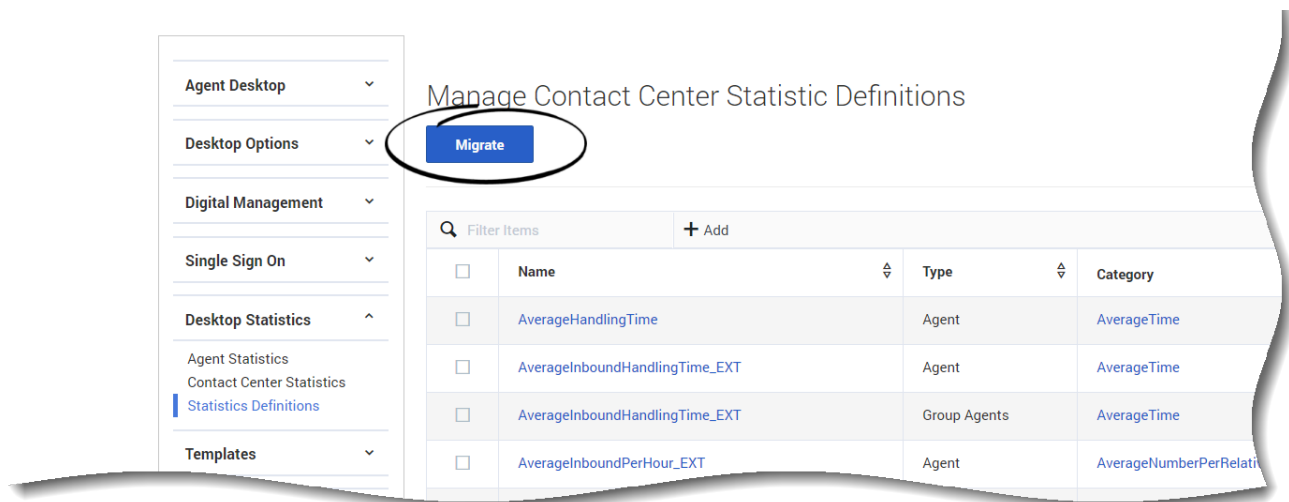 Agent Desktop
Desktop Options
Digital Management
Single Sign On
Desktop Statistics
Agent Statistics
Contact Center Statistics
Statistics Definitions
Templates
Manage Contact Center Statistic Definitions
Migrate
Filter Items + Add
Name Type Category
AverageHandlingTime Agent AverageTime
AverageInboundHandlingTime_EXT Agent AverageTime
AverageInboundHandlingTime_EXT Group Agents AverageTime
AverageInboundPerHour_EXT Agent AverageNumberPerRelati